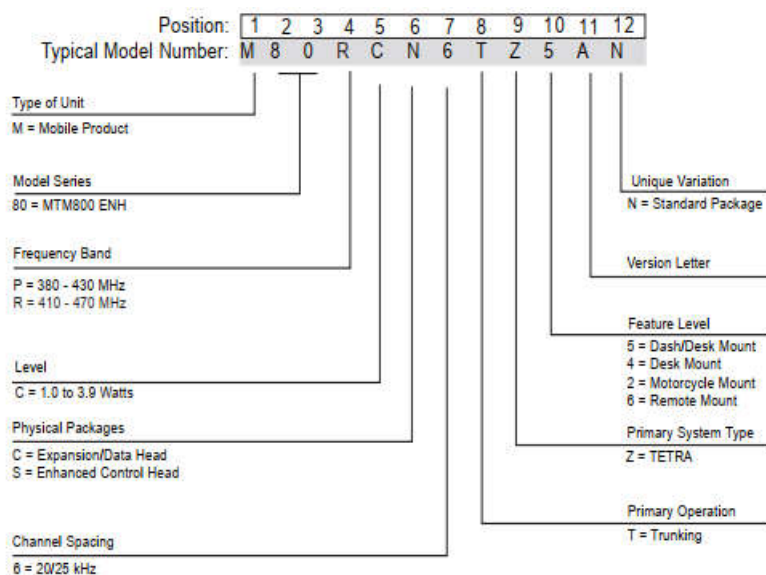 Position: 1 2 3 4 5 6 7 8 9 10 11 12
Typical Model Number: M 8 0 R C N 6 T Z 5 A N
Type of Unit
M = Mobile Product
Model Series
80 = MTM800 ENH
Frequency Band
P = 380 - 430 MHz
R = 410 - 470 MHz
Level
C = 1.0 to 3.9 Watts
Physical Packages
C = Expansion/Data Head
S = Enhanced Control Head
Channel Spacing
6 = 20/25 kHz
Unique Variation
N = Standard Package
Version Letter
Feature Level
5 = Dash/Desk Mount
4 = Desk Mount
2 = Motorcycle Mount
6 = Remote Mount
Primary System Type
Z = TETRA
Primary Operation
T = Trunking